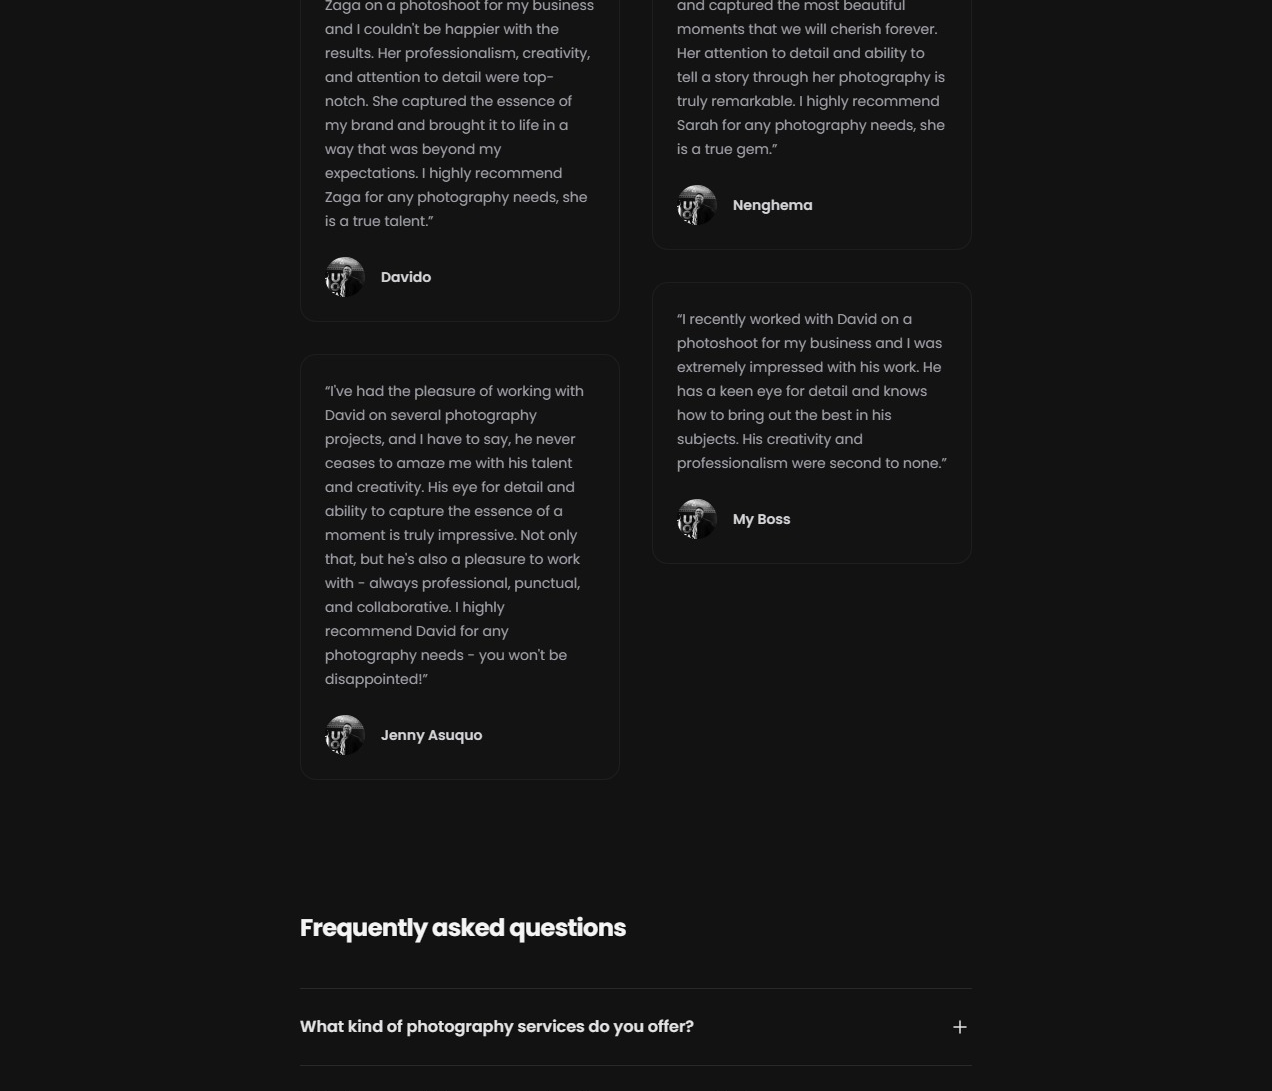 Zaga on a photoshoot for my business
and I couldn't be happier with the
results. Her professionalism, creativity,
and attention to detail were top-
notch. She captured the essence of
my brand and brought it to life in a
way that was beyond my
expectations. I highly recommend
Zaga for any photography needs, she
is a true talent.”
Davido
“I've had the pleasure of working with
David on several photography
projects, and I have to say, he never
ceases to amaze me with his talent
and creativity. His eye for detail and
ability to capture the essence of a
moment is truly impressive. Not only
that, but he's also a pleasure to work
with - always professional, punctual,
and collaborative. I highly
recommend David for any
photography needs - you won't be
disappointed!”
Jenny Asuquo
and captured the most beautiful
moments that we will cherish forever.
Her attention to detail and ability to
tell a story through her photography is
truly remarkable. I highly recommend
Sarah for any photography needs, she
is a true gem.”
Nenghema
“I recently worked with David on a
photoshoot for my business and I was
extremely impressed with his work. He
has a keen eye for detail and knows
how to bring out the best in his
subjects. His creativity and
professionalism were second to none.”
My Boss
Frequently asked questions
What kind of photography services do you offer?